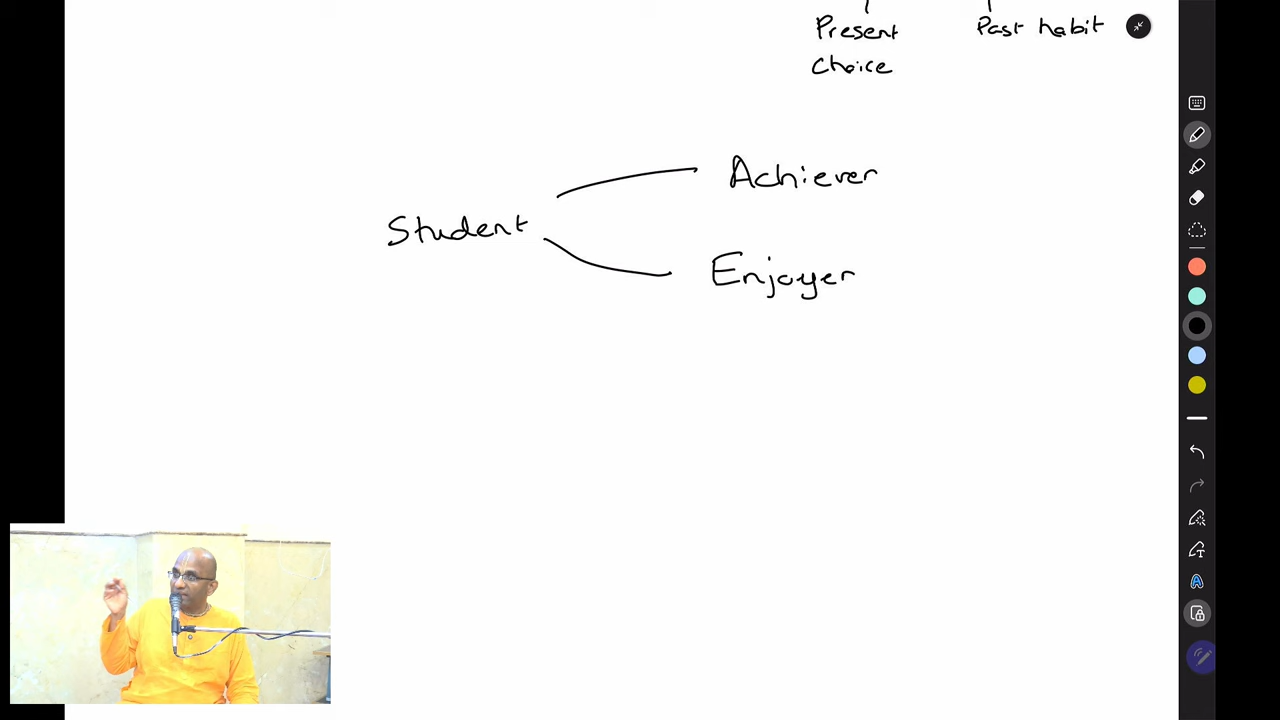 Present Past habit
Choice
Achiever
Student
Enjoyer